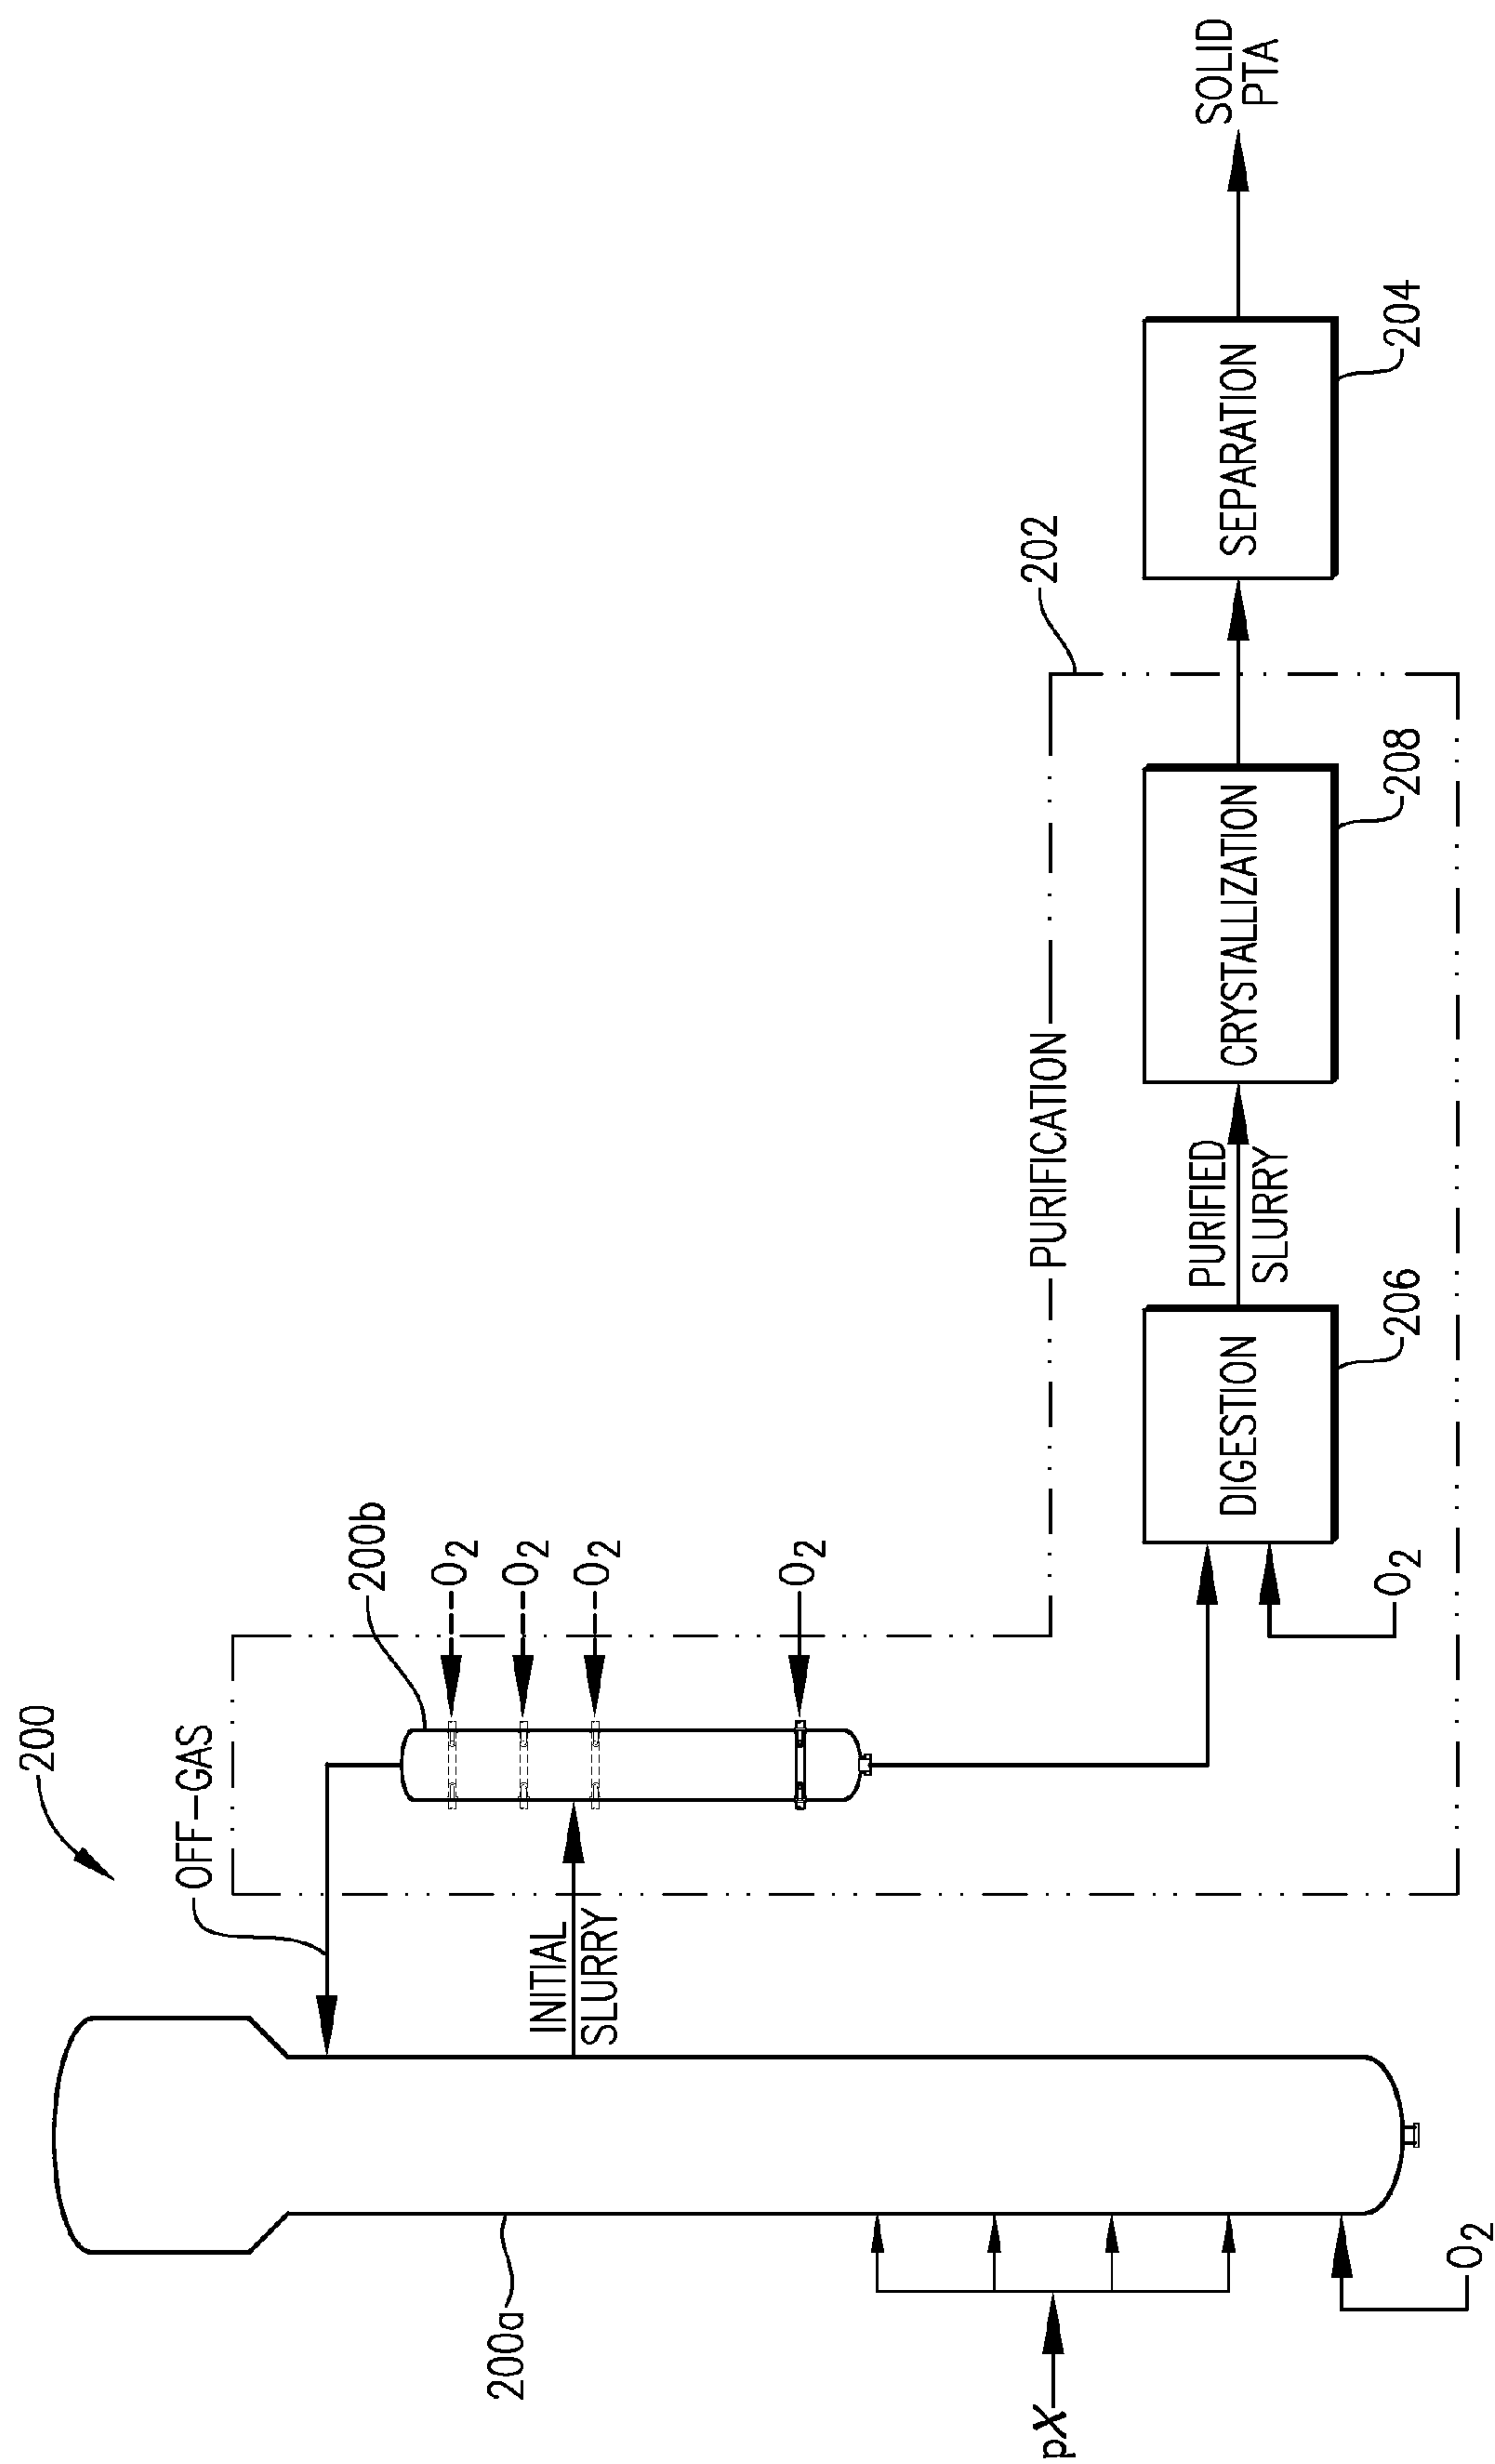 200
OFF-GAS
200b
O2
O2
O2
O2
INITIAL
SLURRY
200a
pX
O2
PURIFICATION
202
DIGESTION
206
O2
PURIFIED
SLURRY
CRYSTALLIZATION
208
SEPARATION
204
SOLID
PTA